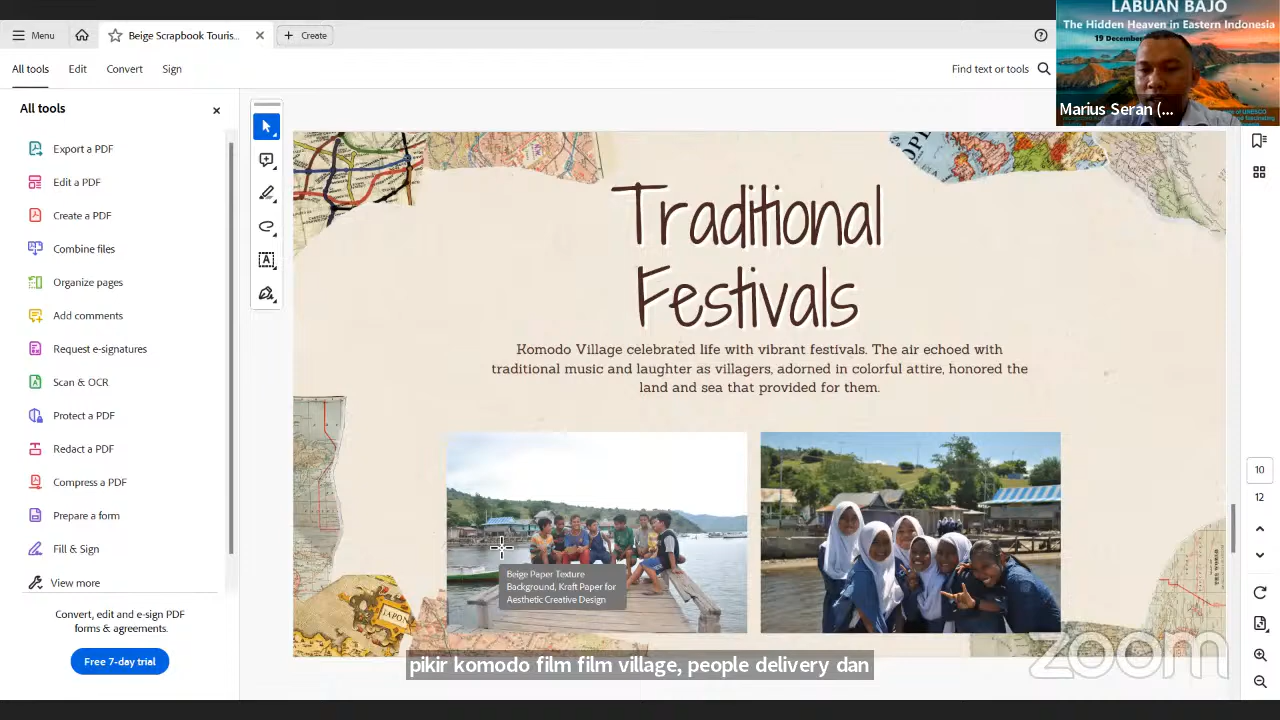 LABUAN BAJO
The Hidden Heaven in Eastern Indonesia
19 December
Marius Seran (...
Menu
Beige Scrapbook Touris...
Create
All tools
Edit
Convert
Sign
Find text or tools
All tools
Export a PDF
Edit a PDF
Create a PDF
Combine files
Organize pages
Add comments
Request e-signatures
Scan & OCR
Protect a PDF
Redact a PDF
Compress a PDF
Prepare a form
Fill & Sign
View more
Convert, edit and e-sign PDF
forms & agreements.
Free 7-day trial
Traditional
Festivals
Komodo Village celebrated life with vibrant festivals. The air echoed with
traditional music and laughter as villagers, adorned in colorful attire, honored the
land and sea that provided for them.
Beige Paper Texture
Background, Kraft Paper for
Aesthetic Creative Design
JAPON
10
12
zoom
pikir komodo film film village, people delivery dan